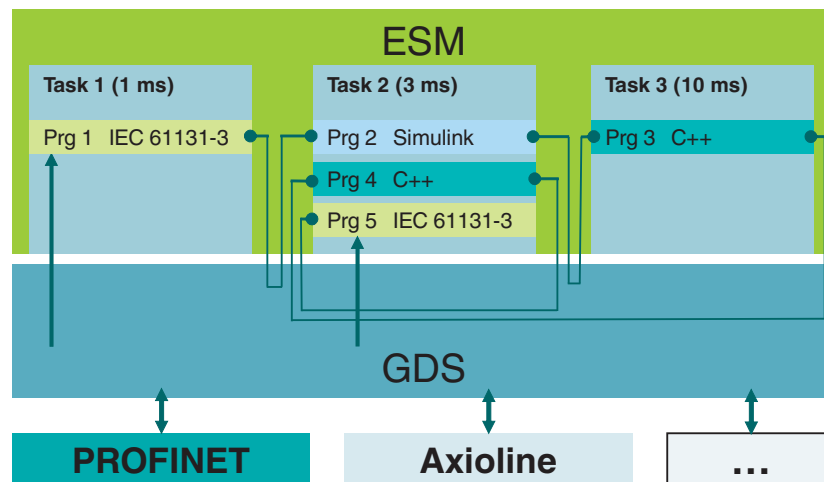 ESM
Task 1 (1 ms)
Prg 1 IEC 61131-3
Task 2 (3 ms)
Prg 2 Simulink
Prg 4 C++
Prg 5 IEC 61131-3
Task 3 (10 ms)
Prg 3 C++
GDS
PROFINET
Axioline
...